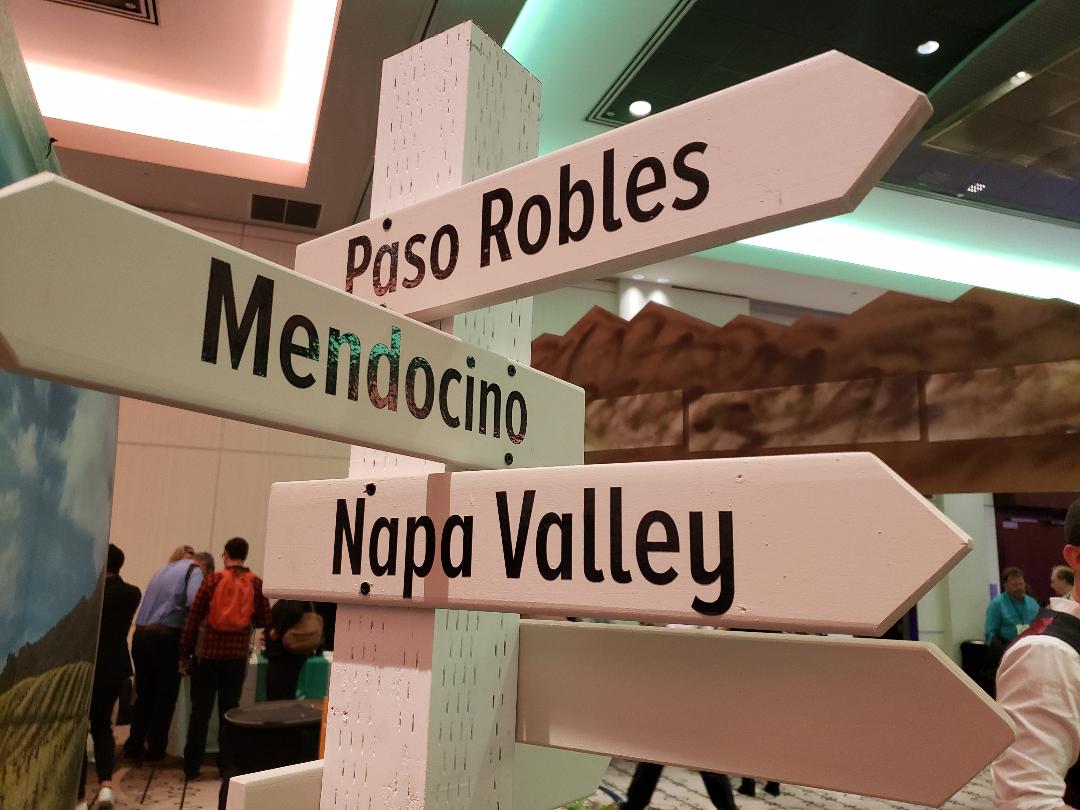 Paso Robles
Mendocino
Napa Valley